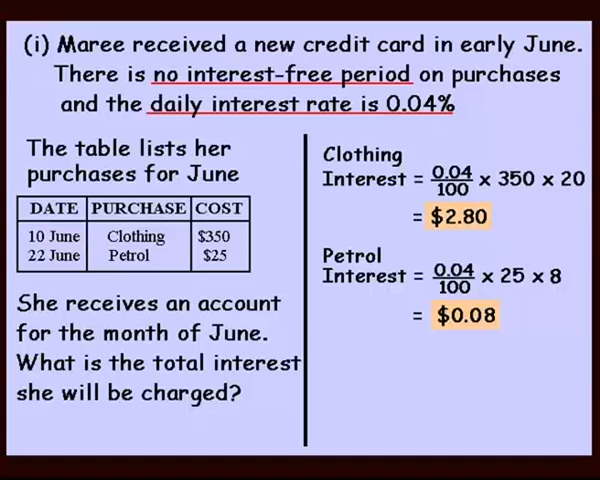 (i) Maree received a new credit card in early June.
There is no interest-free period on purchases
and the daily interest rate is 0.04%
The table lists her
purchases for June
DATE PURCHASE COST
10 June Clothing $350
22 June Petrol $25
She receives an account
for the month of June.
What is the total interest
she will be charged?
Clothing
Interest = 0.04/100 x 350 x 20
= $2.80
Petrol
Interest = 0.04/100 x 25 x 8
= $0.08